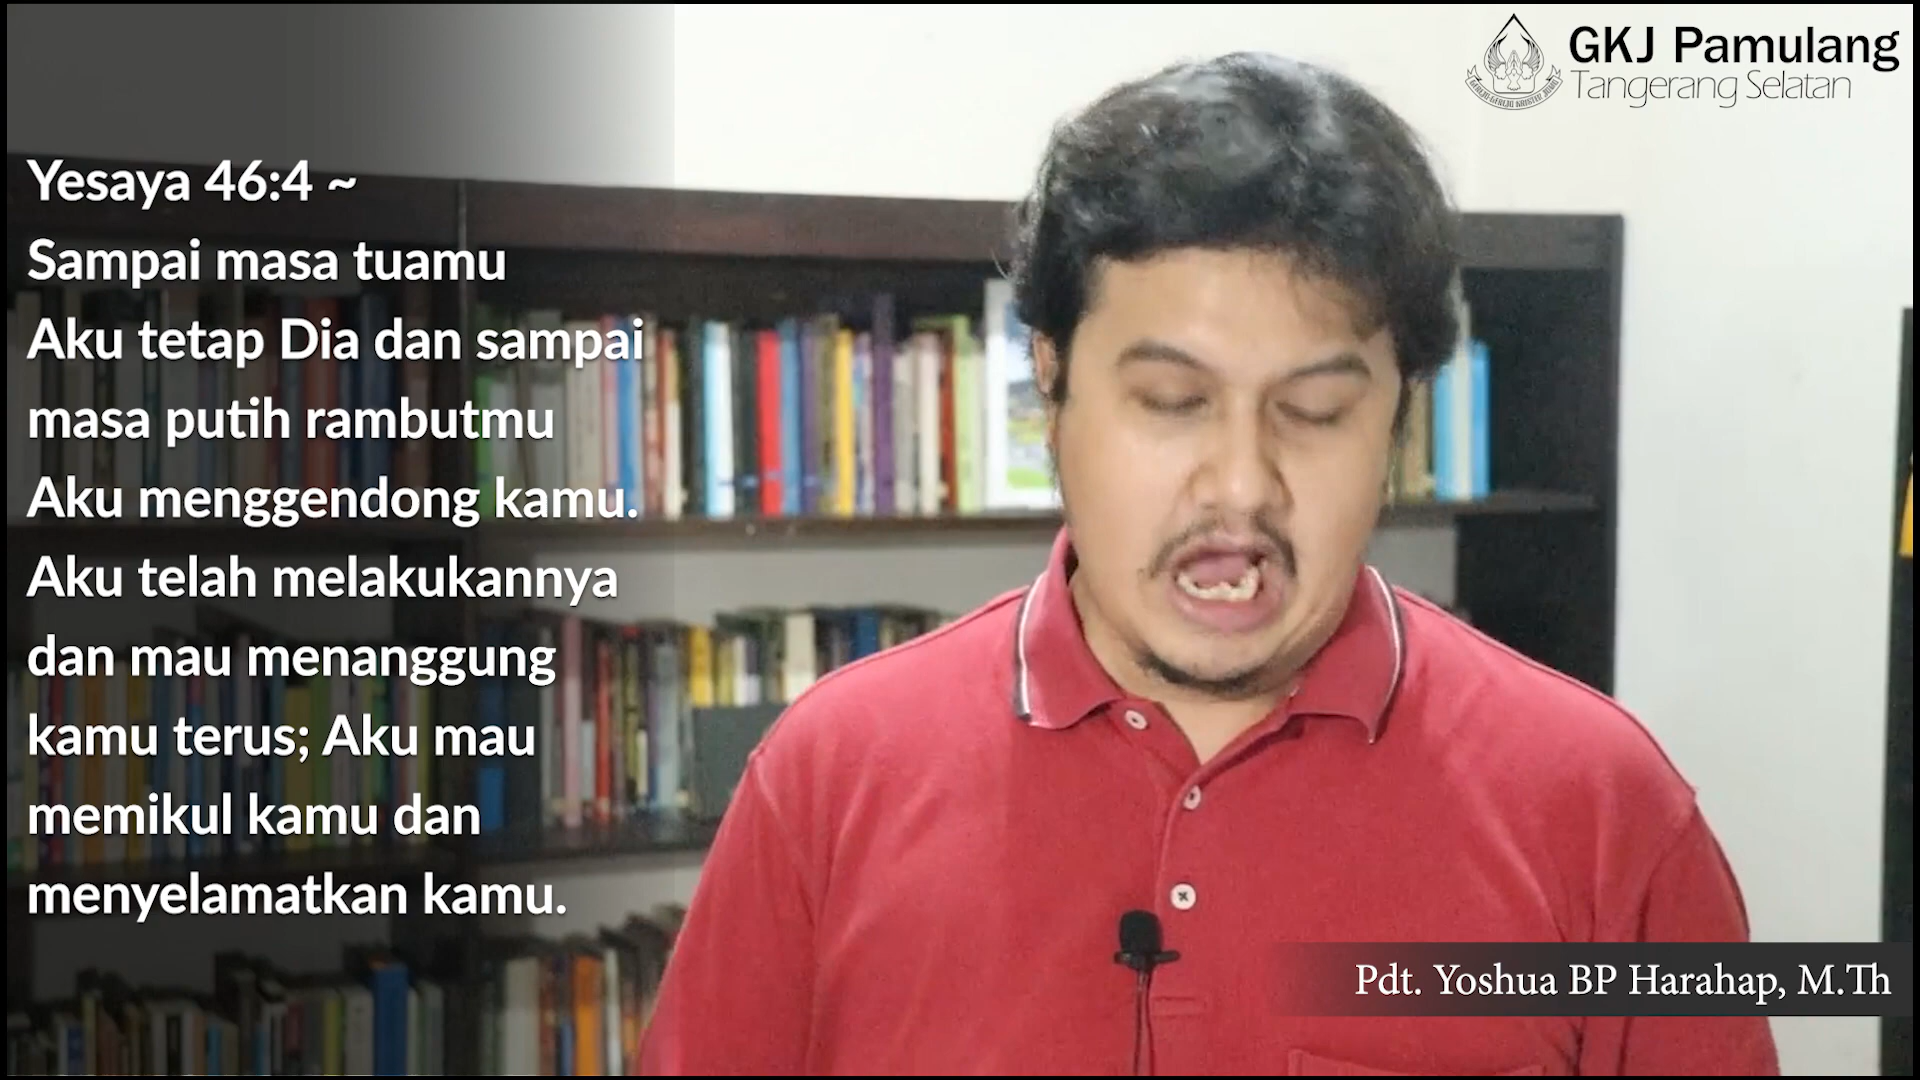 GKJ Pamulang
Tangerang Selatan
Yesaya 46:4 ~
Sampai masa tuamu
Aku tetap Dia dan sampai
masa putih rambutmu
Aku menggendong kamu.
Aku telah melakukannya
dan mau menanggung
kamu terus; Aku mau
memikul kamu dan
menyelamatkan kamu.
Pdt. Yoshua BP Harahap, M.Th